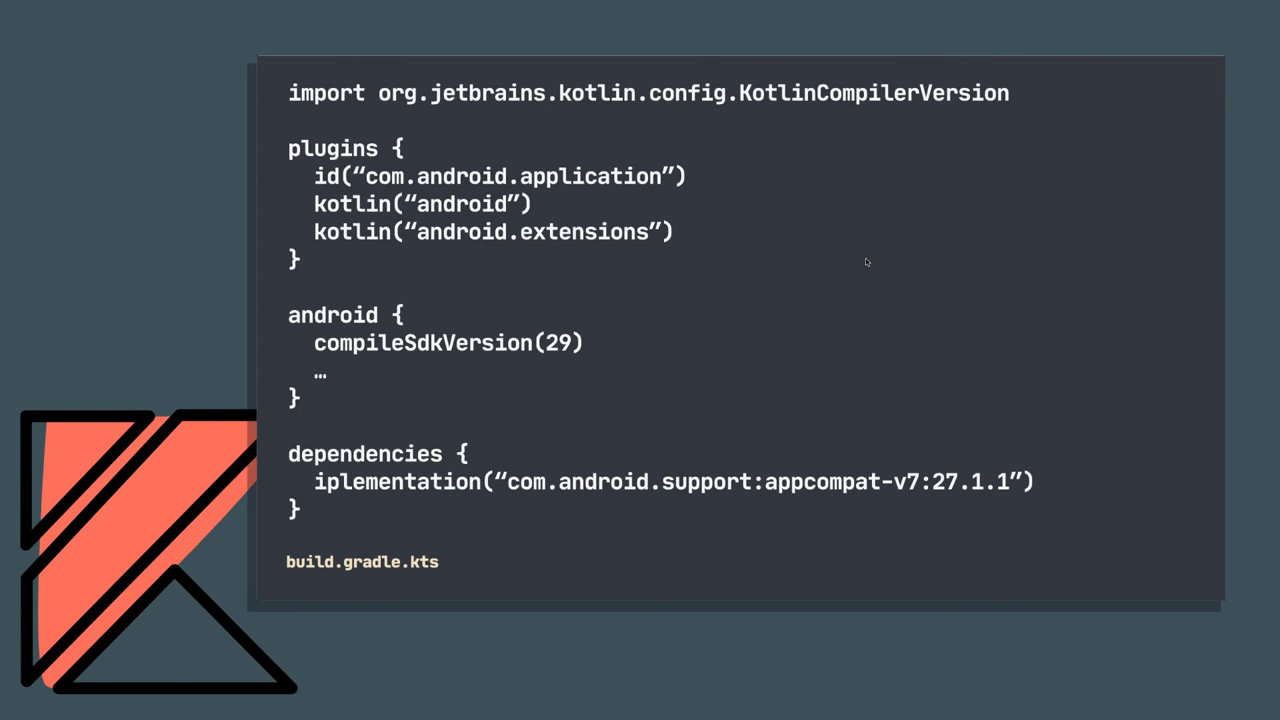 import org.jetbrains.kotlin.config.KotlinCompilerVersion
plugins {
id(“com.android.application”)
kotlin(“android”)
kotlin(“android.extensions”)
}
android {
compileSdkVersion(29)
…
}
dependencies {
iplementation(“com.android.support:appcompat-v7:27.1.1”)
}
build.gradle.kts